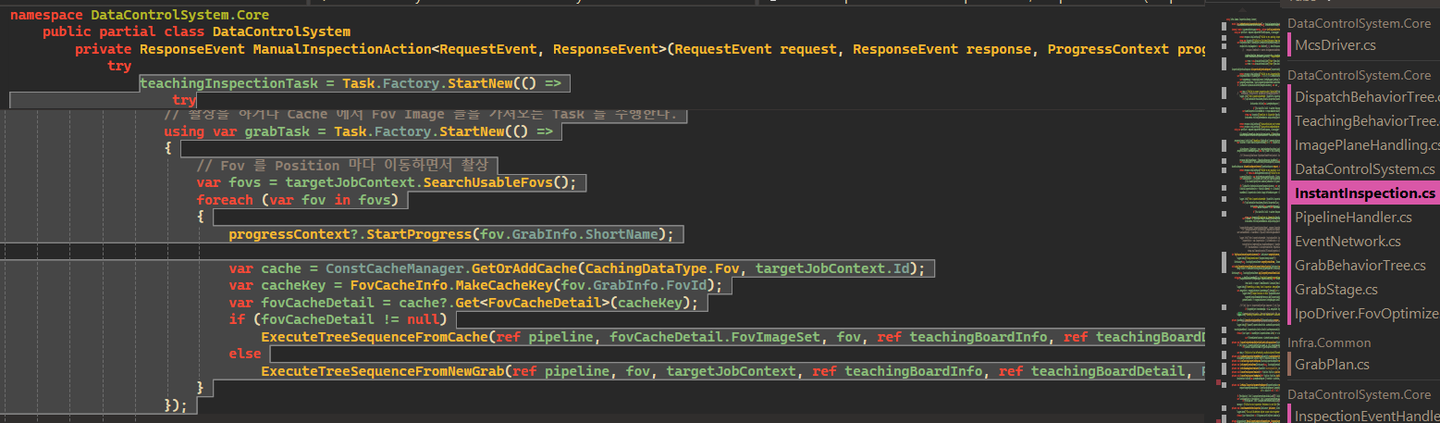 namespace DataControlSystem.Core
public partial class DataControlSystem
private ResponseEvent ManualInspectionAction<RequestEvent, ResponseEvent>(RequestEvent request, ResponseEvent response, ProgressContext prog
try
teachingInspectionTask = Task.Factory.StartNew(() =>
try
// 촬상을 하거나 Cache 에서 Fov Image 들을 가져오는 Task 를 수행한다.
using var grabTask = Task.Factory.StartNew(() =>
{
// Fov 를 Position 마다 이동하면서 촬상
var fovs = targetJobContext.SearchUsableFovs();
foreach (var fov in fovs)
{
progressContext?.StartProgress(fov.GrabInfo.ShortName);
var cache = ConstCacheManager.GetOrAddCache(CachingDataType.Fov, targetJobContext.Id);
var cacheKey = FovCacheInfo.MakeCacheKey(fov.GrabInfo.FovId);
var fovCacheDetail = cache?.Get<FovCacheDetail>(cacheKey);
if (fovCacheDetail != null)
ExecuteTreeSequenceFromCache(ref pipeline, fovCacheDetail.FovImageSet, fov, ref teachingBoardInfo, ref teachingBoardD
else
ExecuteTreeSequenceFromNewGrab(ref pipeline, fov, targetJobContext, ref teachingBoardInfo, ref teachingBoardDetail,
}
});
DataControlSystem.Core
McsDriver.cs
DataControlSystem.Core
DispatchBehaviorTree.c
TeachingBehaviorTree.
ImagePlaneHandling.cs
DataControlSystem.cs
InstantInspection.cs
PipelineHandler.cs
EventNetwork.cs
GrabBehaviorTree.cs
GrabStage.cs
IpoDriver.FovOptimize
Infra.Common
GrabPlan.cs
DataControlSystem.Core
InspectionEventHandle